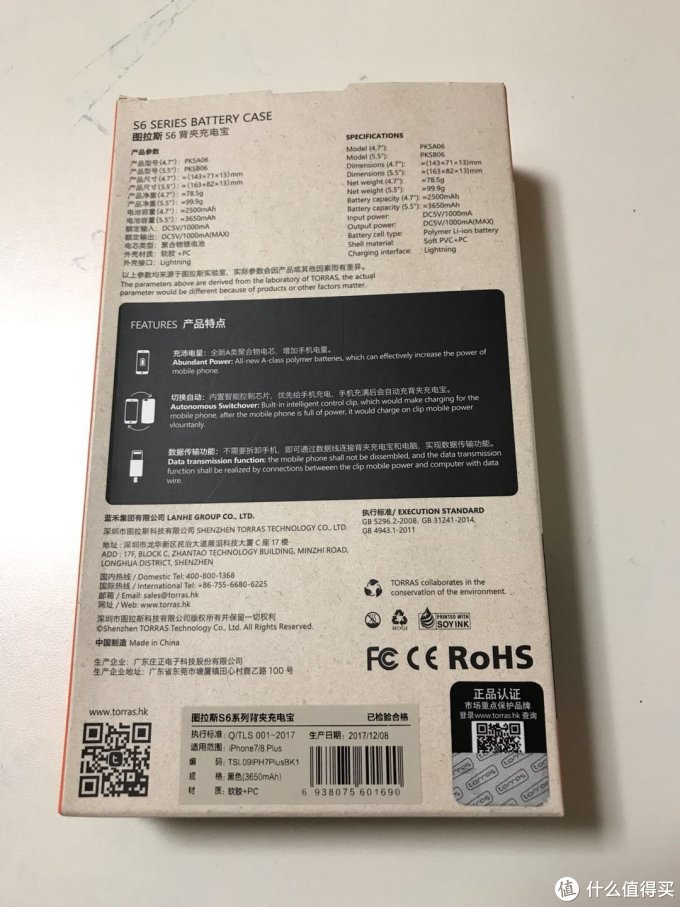 S6 SERIES BATTERY CASE
图拉斯 S6 背夹充电宝
产品参数
产品型号(4.7"): PKSA06
产品型号(5.5"): PKSB06
产品尺寸(4.7"): ≈(143×71×13)mm
产品尺寸(5.5"): ≈(163×82×13)mm
产品净重(4.7"): ≈78.5g
产品净重(5.5"): ≈99.9g
电池容量(4.7"): ≈2500mAh
电池容量(5.5"): ≈3650mAh
额定输入: DC5V/1000mA
额定输出: DC5V/1000mA(MAX)
电芯类型: 聚合物锂电池
外壳材质: 软胶 +PC
外壳接口: Lightning
SPECIFICATIONS
Model (4.7"): PKSA06
Model (5.5"): PKSB06
Dimensions (4.7"): ≈(143×71×13)mm
Dimensions (5.5"): ≈(163×82×13)mm
Net weight (4.7"): ≈78.5g
Net weight (5.5"): ≈99.9g
Battery capacity (4.7"): ≈2500mAh
Battery capacity (5.5"): ≈3650mAh
Input power: DC5V/1000mA
Output power: DC5V/1000mA(MAX)
Battery cell type: Polymer Li-ion battery
Shell material: Soft PVC+PC
Charging interface: Lightning
以上参数均来源于图拉斯实验室，实际参数会因产品或其他因素而有差异。
The parameters above are derived from the laboratory of TORRAS, the actual
parameter would be different because of products or other factors matter.
FEATURES 产品特点
充沛电量: 全新A类聚合物电芯、增加手机电量。
Abundant Power: All-new A-class polymer batteries, which can effectively increase the power of
mobile phone.
切换自动: 内置智能控制芯片，优先给手机充电，手机充满后会自动充背夹充电宝。
Autonomous Switchover: Built-in intelligent control clip, which would make charging for the
mobile phone, after the mobile phone is full of power, it would charge on clip mobile power
vlountarily.
数据传输功能: 不需要拆卸手机，即可通过数据线连接背夹充电宝和电脑，实现数据传输功能。
Data transmission function: the mobile phone shall not be dissembled, and the data transmission
function shall be realized by connections betweeen the clip mobile power and computer with data
wire.
蓝禾集团有限公司 LANHE GROUP CO., LTD.
深圳市图拉斯科技有限公司 SHENZHEN TORRAS TECHNOLOGY CO., LTD.
地址：深圳市龙华新区民治大道展滔科技大厦 C 座 17 楼
ADD : 17F, BLOCK C, ZHANTAO TECHNOLOGY BUILDING, MINZHI ROAD,
LONGHUA DISTRICT, SHENZHEN
国内热线 / Domestic Tel: 400-800-1368
国际热线 / International Tel: +86-755-6680-6225
邮箱 / Email: sales@torras.hk
网址 / Web: www.torras.hk
深圳市图拉斯科技有限公司版权所有并保留一切权利
©Shenzhen TORRAS Technology Co., Ltd. All Rights Reserved.
中国制造 Made in China
生产企业: 广东庄正电子科技股份有限公司
生产企业地址: 广东省东莞市塘厦镇田心村鹿乙路 100 号
执行标准/ EXECUTION STANDARD
GB 5296.2-2008, GB 31241-2014,
GB 4943.1-2011
TORRAS collaborates in the
conservation of the environment.
RECYCLE
PRINTED WITH
SOY INK
FC CE RoHS
www.torras.hk
图拉斯S6系列背夹充电宝 已检验合格
执行标准: Q/TLS 001-2017 生产日期: 2017/12/08
适用范围: iPhone7/8 Plus
编 码: TSL09IPH7PlusBK1
规 格: 黑色(3650mAh)
材 质: 软胶+PC
6 938075 601690
正品认证
市场重点保护品牌
登录www.torras.hk 查询
torras
torras
torras
torras
值 什么值得买